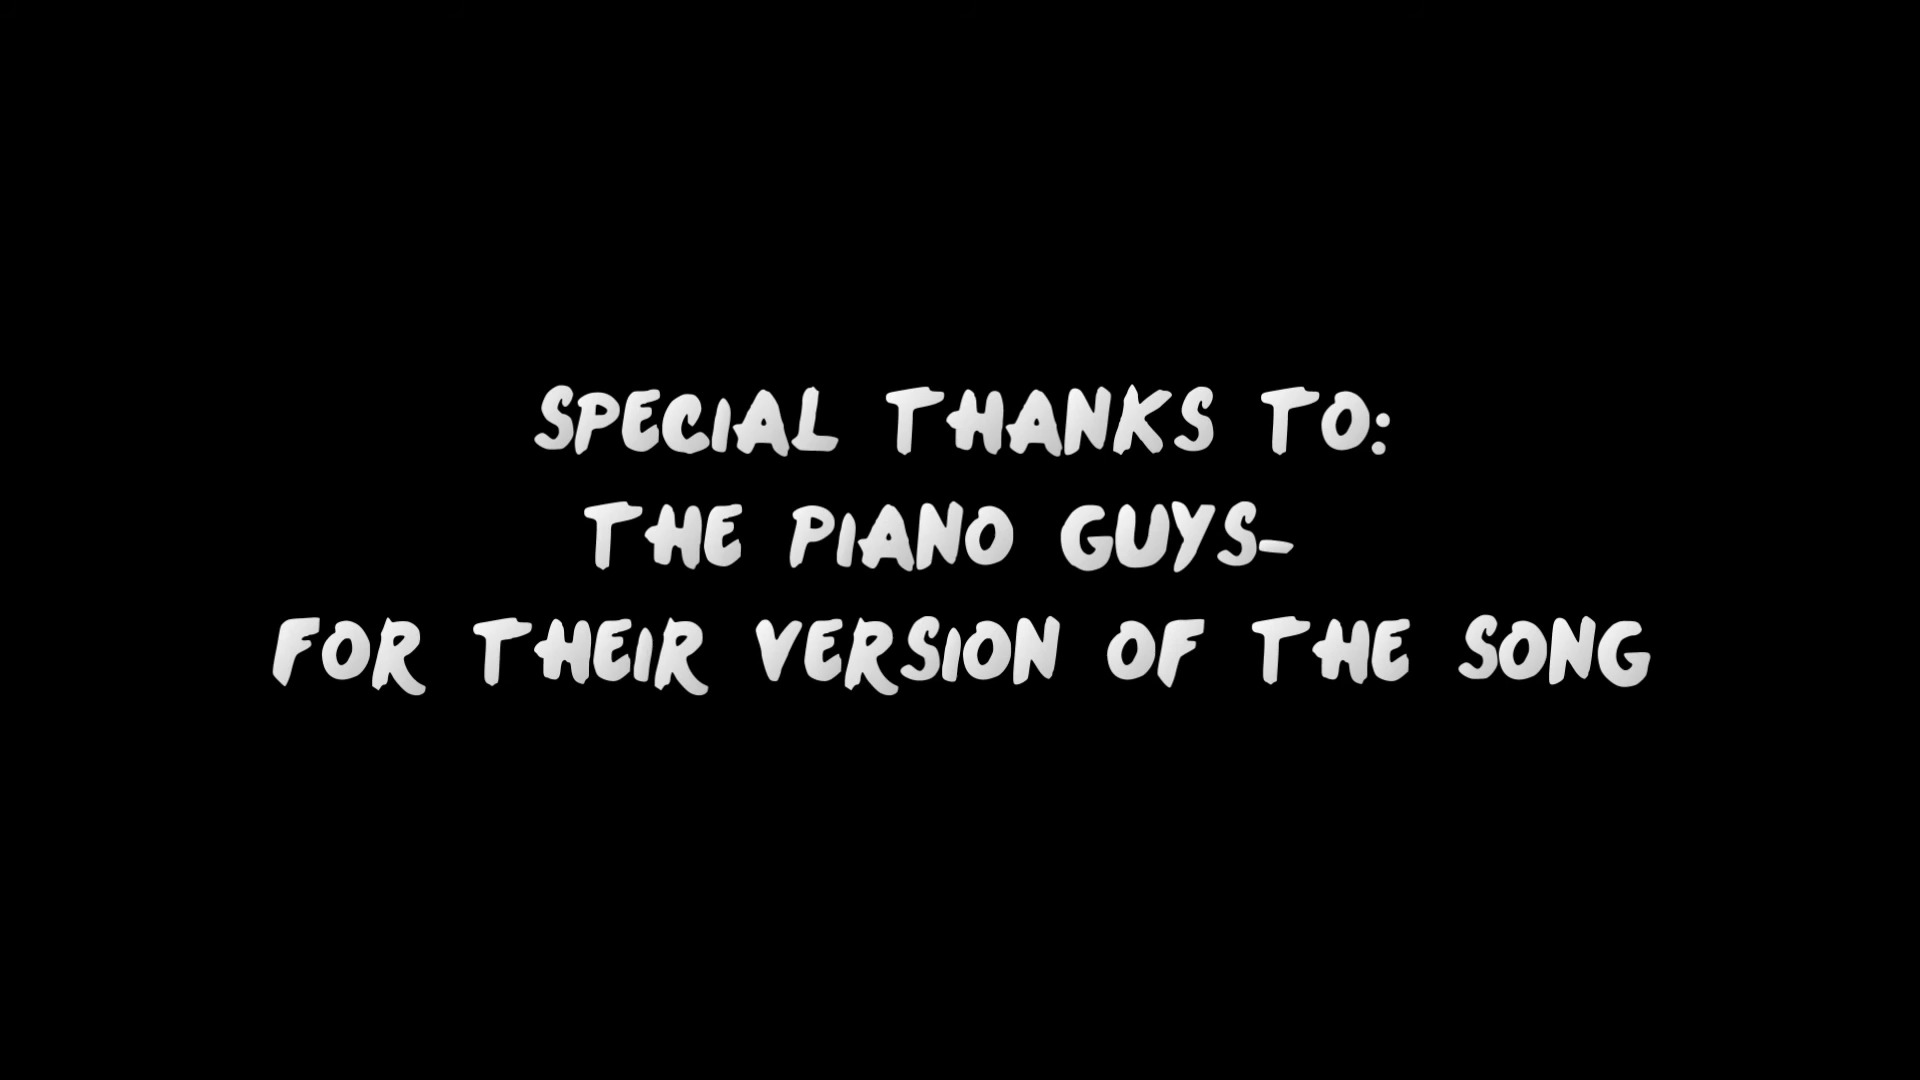 SPECIAL THANKS TO:
THE PIANO GUYS-
FOR THEIR VERSION OF THE SONG